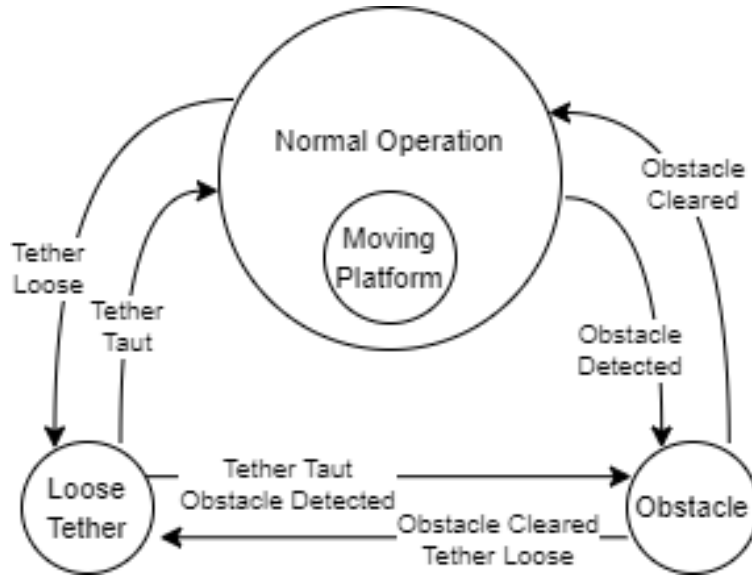 Normal Operation
Moving
Platform
Tether
Loose
Tether
Taut
Obstacle
Cleared
Obstacle
Detected
Loose
Tether
Tether Taut
Obstacle Detected
Obstacle Cleared
Tether Loose
Obstacle